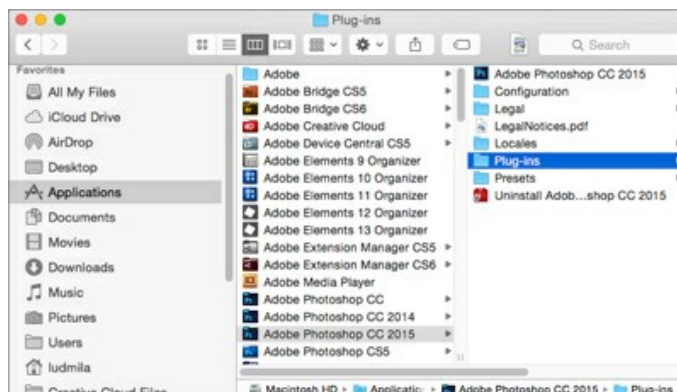 Plug-ins
Search
Favorites
All My Files
iCloud Drive
AirDrop
Desktop
Applications
Documents
Movies
Downloads
Music
Pictures
Users
ludmila
Creative Cloud Files
Adobe
Adobe Bridge CS5
Adobe Bridge CS6
Adobe Creative Cloud
Adobe Device Central CS5
Adobe Elements 9 Organizer
Adobe Elements 10 Organizer
Adobe Elements 11 Organizer
Adobe Elements 12 Organizer
Adobe Elements 13 Organizer
Adobe Extension Manager CS5
Adobe Extension Manager CS6
Adobe Media Player
Adobe Photoshop CC
Adobe Photoshop CC 2014
Adobe Photoshop CC 2015
Adobe Photoshop CS5
Adobe Photoshop CC 2015
Configuration
Legal
LegalNotices.pdf
Locales
Plug-ins
Presets
Uninstall Adob...shop CC 2015
Macintosh HD Applicatio Adobe Photoshop CC 2015 Plug-ins